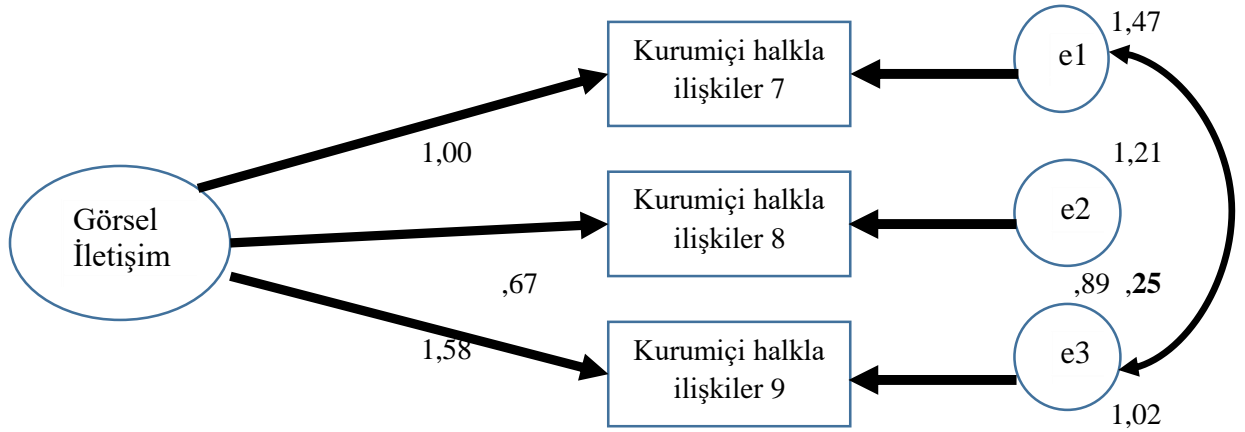 1,47
Kurumiçi halkla
ilişkiler 7
e1
1,00
1,21
Görsel
İletişim
Kurumiçi halkla
ilişkiler 8
e2
,67
,89 ,25
1,58
Kurumiçi halkla
ilişkiler 9
e3
1,02